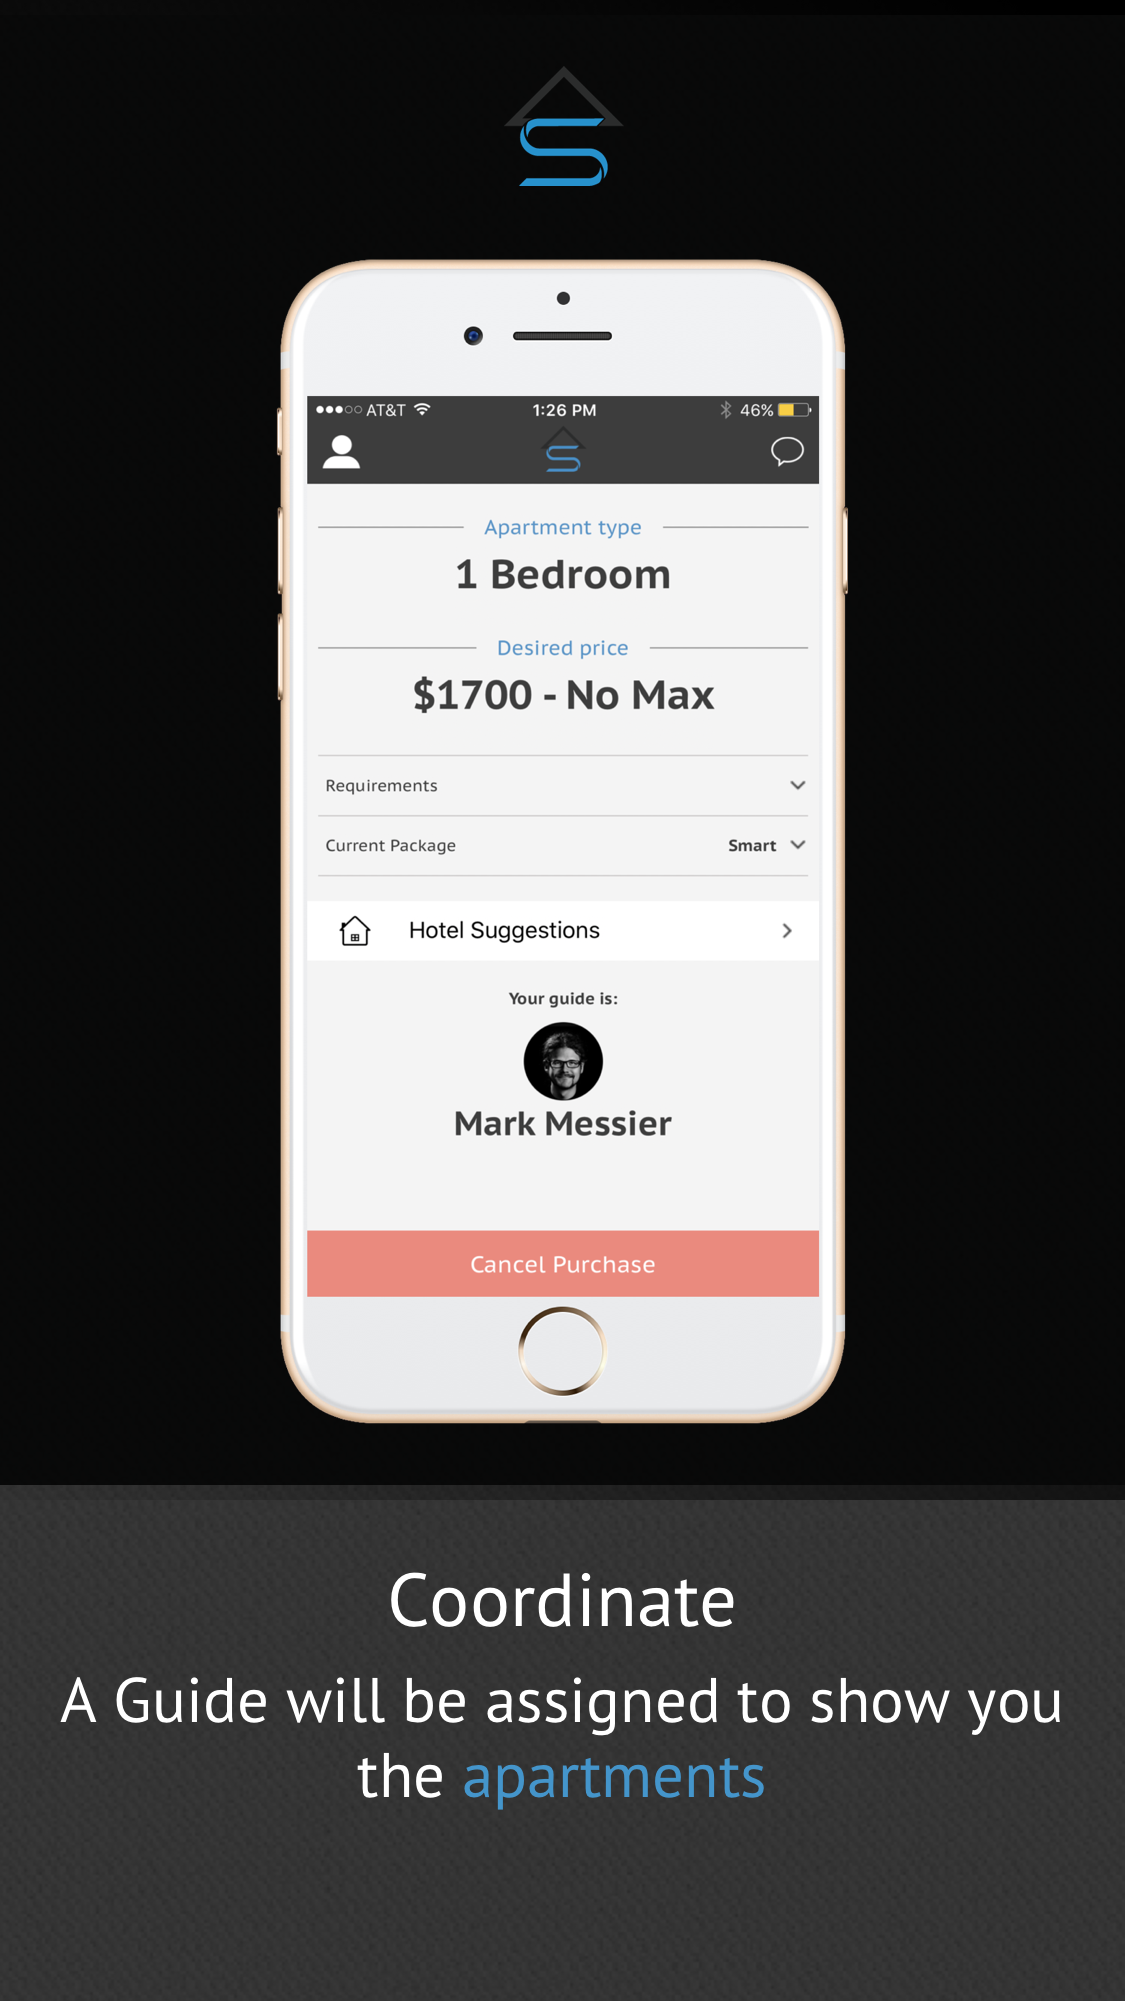 AT&T 1:26 PM 46%
Apartment type
1 Bedroom
Desired price
$1700 - No Max
Requirements
Current Package Smart
Hotel Suggestions
Your guide is:
Mark Messier
Cancel Purchase
Coordinate
A Guide will be assigned to show you
the apartments